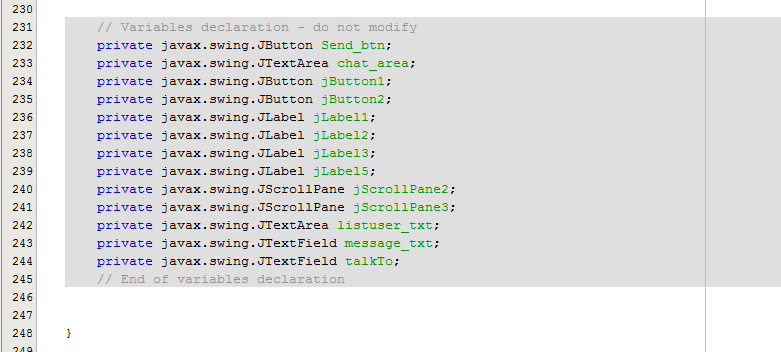 230
231 // Variables declaration - do not modify
232 private javax.swing.JButton Send_btn;
233 private javax.swing.JTextArea chat_area;
234 private javax.swing.JButton jButton1;
235 private javax.swing.JButton jButton2;
236 private javax.swing.JLabel jLabel1;
237 private javax.swing.JLabel jLabel2;
238 private javax.swing.JLabel jLabel3;
239 private javax.swing.JLabel jLabel5;
240 private javax.swing.JScrollPane jScrollPane2;
241 private javax.swing.JScrollPane jScrollPane3;
242 private javax.swing.JTextArea listuser_txt;
243 private javax.swing.JTextField message_txt;
244 private javax.swing.JTextField talkTo;
245 // End of variables declaration
246
247
248 }
249